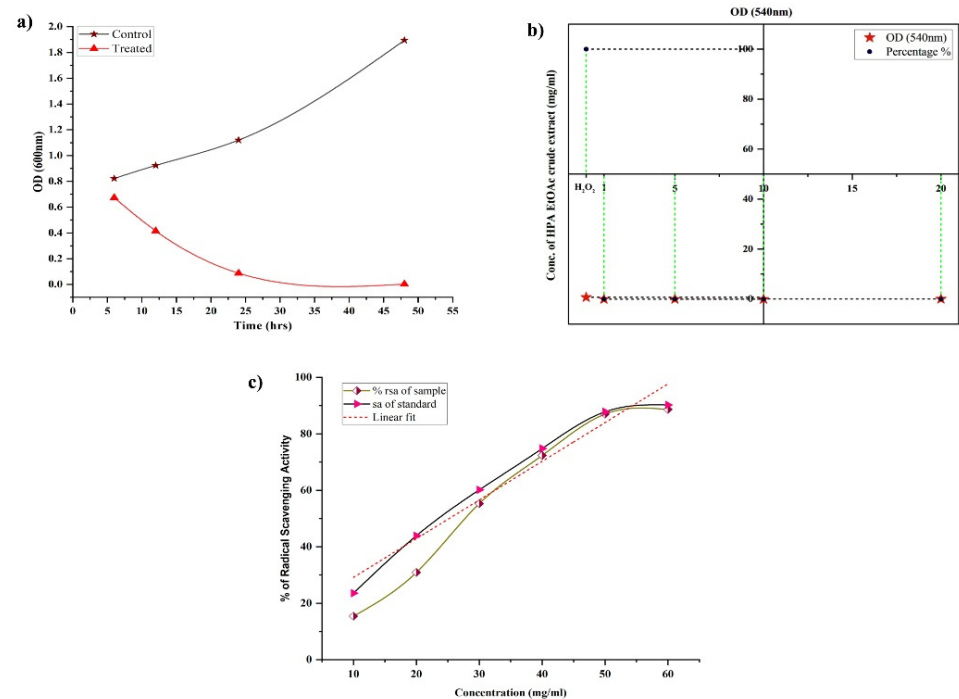 a)
2.0
1.8
1.6
1.4
1.2
1.0
0.8
0.6
0.4
0.2
0.0
OD (600nm)
Control
Treated
5 10 15 20 25 30 35 40 45 50 55
Time (hrs)
b)
OD (540nm)
OD (540nm)
Percentage %
100
80
60
H₂O₂ 1 5 10 15 20
40
20
0
Conc. of HPA EtOAc crude extract (mg/ml)
c)
100
80
60
40
20
0
% of Radical Scavenging Activity
% rsa of sample
sa of standard
Linear fit
10 20 30 40 50 60
Concentration (mg/ml)